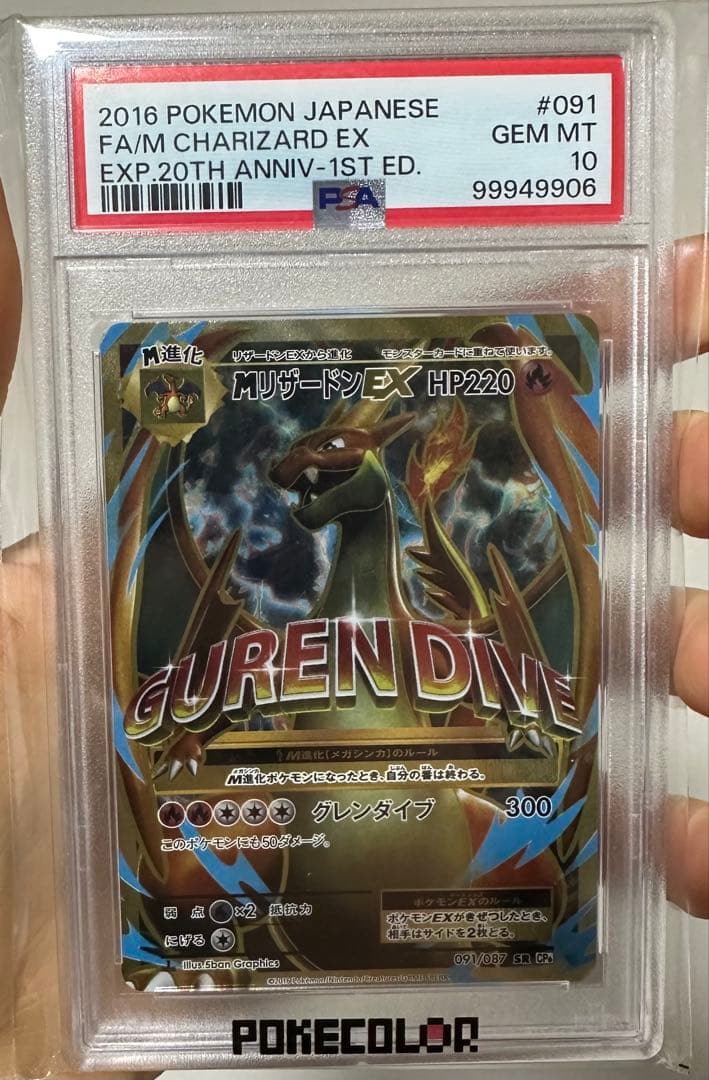 2016 POKEMON JAPANESE #091
FA/M CHARIZARD EX GEM MT
EXP.20TH ANNIV-1ST ED. 10
PSA 99949906
M進化 リザードンEXから進化 モンスターカードに重ねて使います。
MリザードンEX HP220
GUREN DIVE
M進化[メガシンカ]のルール
M進化ポケモンになったとき、自分の番は終わる。
グレンダイブ 300
このポケモンにも50ダメージ。
弱点 ×2 抵抗力
にげる
ポケモンEXのルール
ポケモンEXがきぜつしたとき、
相手はサイドを2枚とる。
Illus.5ban Graphics
091/087 SR CP6
POKECOLOR